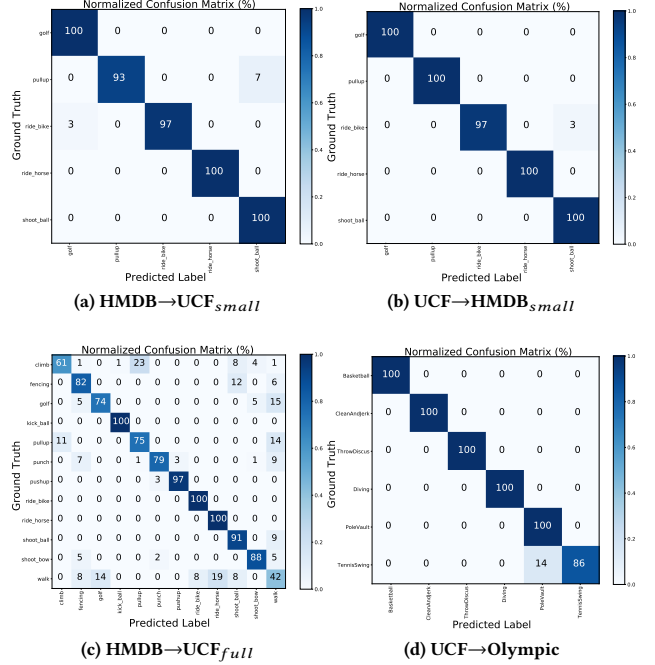 Normalized Confusion Matrix (%)
golf 100 0 0 0 0
pullup 0 93 0 0 7
ride_bike 3 0 97 0 0
ride_horse 0 0 0 100 0
shoot_ball 0 0 0 0 100
golf pullup ride_bike ride_horse shoot_ball
Ground Truth
Predicted Label
1.0
0.8
0.6
0.4
0.2
0.0
(a) HMDB→UCFsmall
Normalized Confusion Matrix (%)
golf 100 0 0 0 0
pullup 0 100 0 0 0
ride_bike 0 0 97 0 3
ride_horse 0 0 0 100 0
shoot_ball 0 0 0 0 100
golf pullup ride_bike ride_horse shoot_ball
Ground Truth
Predicted Label
1.0
0.8
0.6
0.4
0.2
0.0
(b) UCF→HMDBsmall
Normalized Confusion Matrix (%)
climb 61 1 0 1 23 0 0 0 0 8 4 1
fencing 0 82 0 0 0 0 0 0 0 12 0 6
golf 0 5 74 0 0 0 0 0 0 0 5 15
kick_ball 0 0 0 100 0 0 0 0 0 0 0 0
pullup 11 0 0 0 75 0 0 0 0 0 0 14
punch 0 7 0 0 1 79 3 0 0 0 1 9
pushup 0 0 0 0 0 3 97 0 0 0 0 0
ride_bike 0 0 0 0 0 0 0 100 0 0 0 0
ride_horse 0 0 0 0 0 0 0 0 100 0 0 0
shoot_ball 0 0 0 0 0 0 0 0 0 91 0 9
shoot_bow 0 5 0 0 0 2 0 0 0 0 88 5
walk 0 8 14 0 0 0 0 8 19 8 0 42
climb fencing golf kick_ball pullup punch pushup ride_bike ride_horse shoot_ball shoot_bow walk
Ground Truth
Predicted Label
1.0
0.8
0.6
0.4
0.2
0.0
(c) HMDB→UCFfull
Normalized Confusion Matrix (%)
Basketball 100 0 0 0 0 0
CleanAndJerk 0 100 0 0 0 0
ThrowDiscus 0 0 100 0 0 0
Diving 0 0 0 100 0 0
PoleVault 0 0 0 0 100 0
TennisSwing 0 0 0 0 14 86
Basketball CleanAndJerk ThrowDiscus Diving PoleVault TennisSwing
Ground Truth
Predicted Label
1.0
0.8
0.6
0.4
0.2
0.0
(d) UCF→Olympic